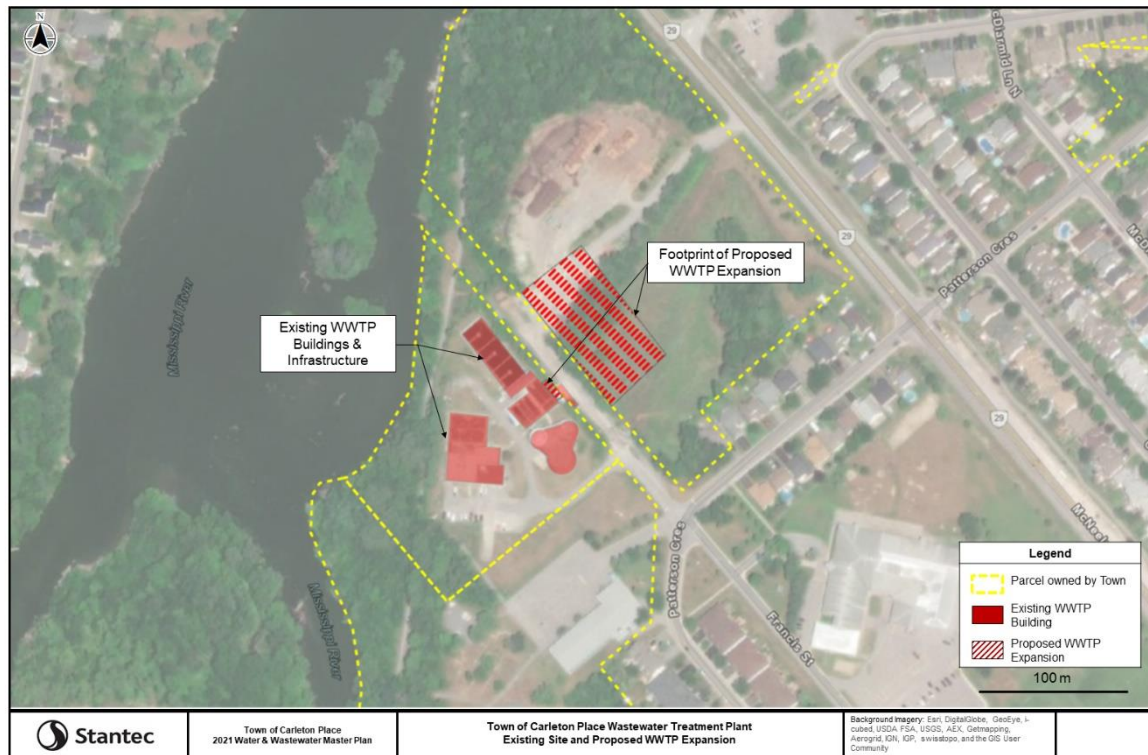 N
29
McDiarmid Ln N
Footprint of Proposed
WWTP Expansion
29
Patterson Cres
Existing WWTP
Buildings &
Infrastructure
Mississippi River
29
Patterson Cres
Francis St
Mississippi River
Legend
Parcel owned by Town
Existing WWTP
Building
Proposed WWTP
Expansion
100 m
Stantec
Town of Carleton Place
2021 Water & Wastewater Master Plan
Town of Carleton Place Wastewater Treatment Plant
Existing Site and Proposed WWTP Expansion
Background Imagery: Esri, DigitalGlobe, GeoEye, i-
cubed, USDA FSA, USGS, AEX, Getmapping,
Aerogrid, IGN, IGP, swisstopo, and the GIS User
Community